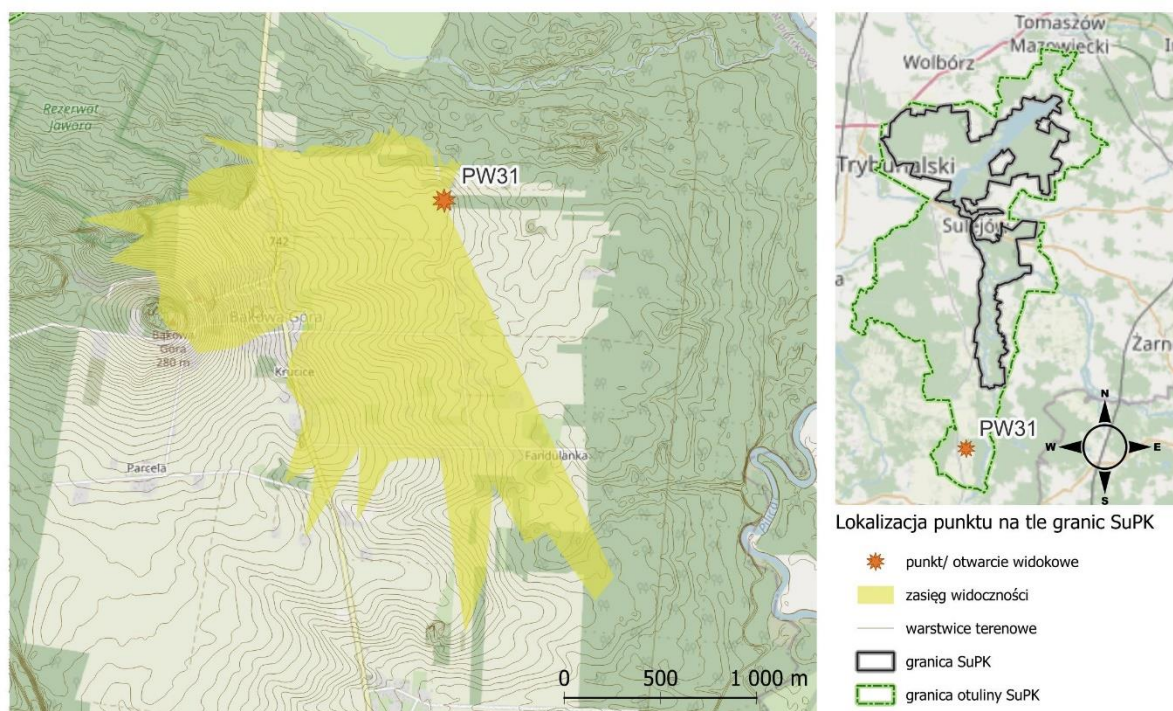 Rezerwat
Jawora
PW31
742
Bąkowa Góra
Bąkowa
Góra
280 m
Krucice
Parcela
Fandulanka
0 500 1 000 m
Tomaszów
Mazowiecki
Wolbórz
Trybunalski
Sulejów
a
Żarn
PW31
N
W E
S
Lokalizacja punktu na tle granic SuPK
punkt/ otwarcie widokowe
zasięg widoczności
warstwice terenowe
granica SuPK
granica otuliny SuPK